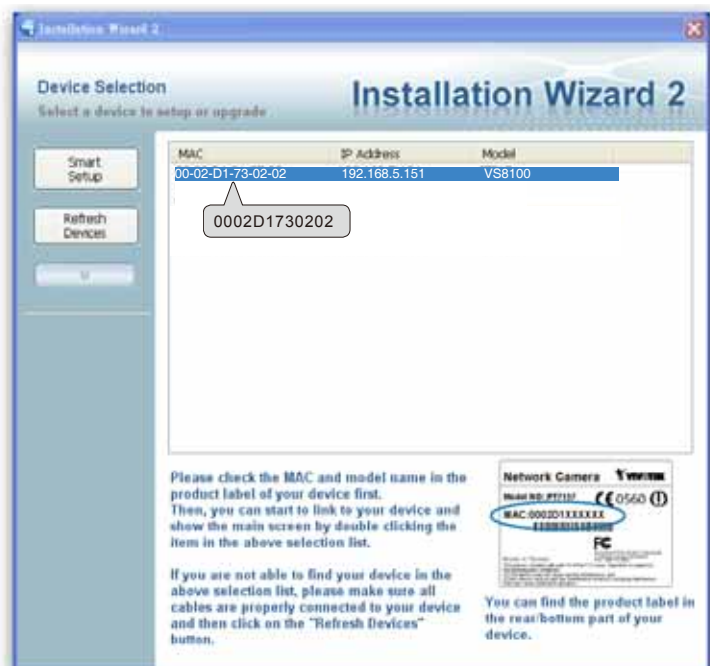 Installation Wizard 2
Device Selection
Select a device to setup or upgrade
Installation Wizard 2
Smart
Setup
Refresh
Devices
MAC IP Address Model
00-02-D1-73-02-02 192.168.5.151 VS8100
0002D1730202
Please check the MAC and model name in the
product label of your device first.
Then, you can start to link to your device and
show the main screen by double clicking the
item in the above selection list.
If you are not able to find your device in the
above selection list, please make sure all
cables are properly connected to your device
and then click on the "Refresh Devices"
button.
Network Camera VIVOTEK
CE 0560
MAC:0002D1XXXXXX
FC
You can find the product label in
the rear/bottom part of your
device.